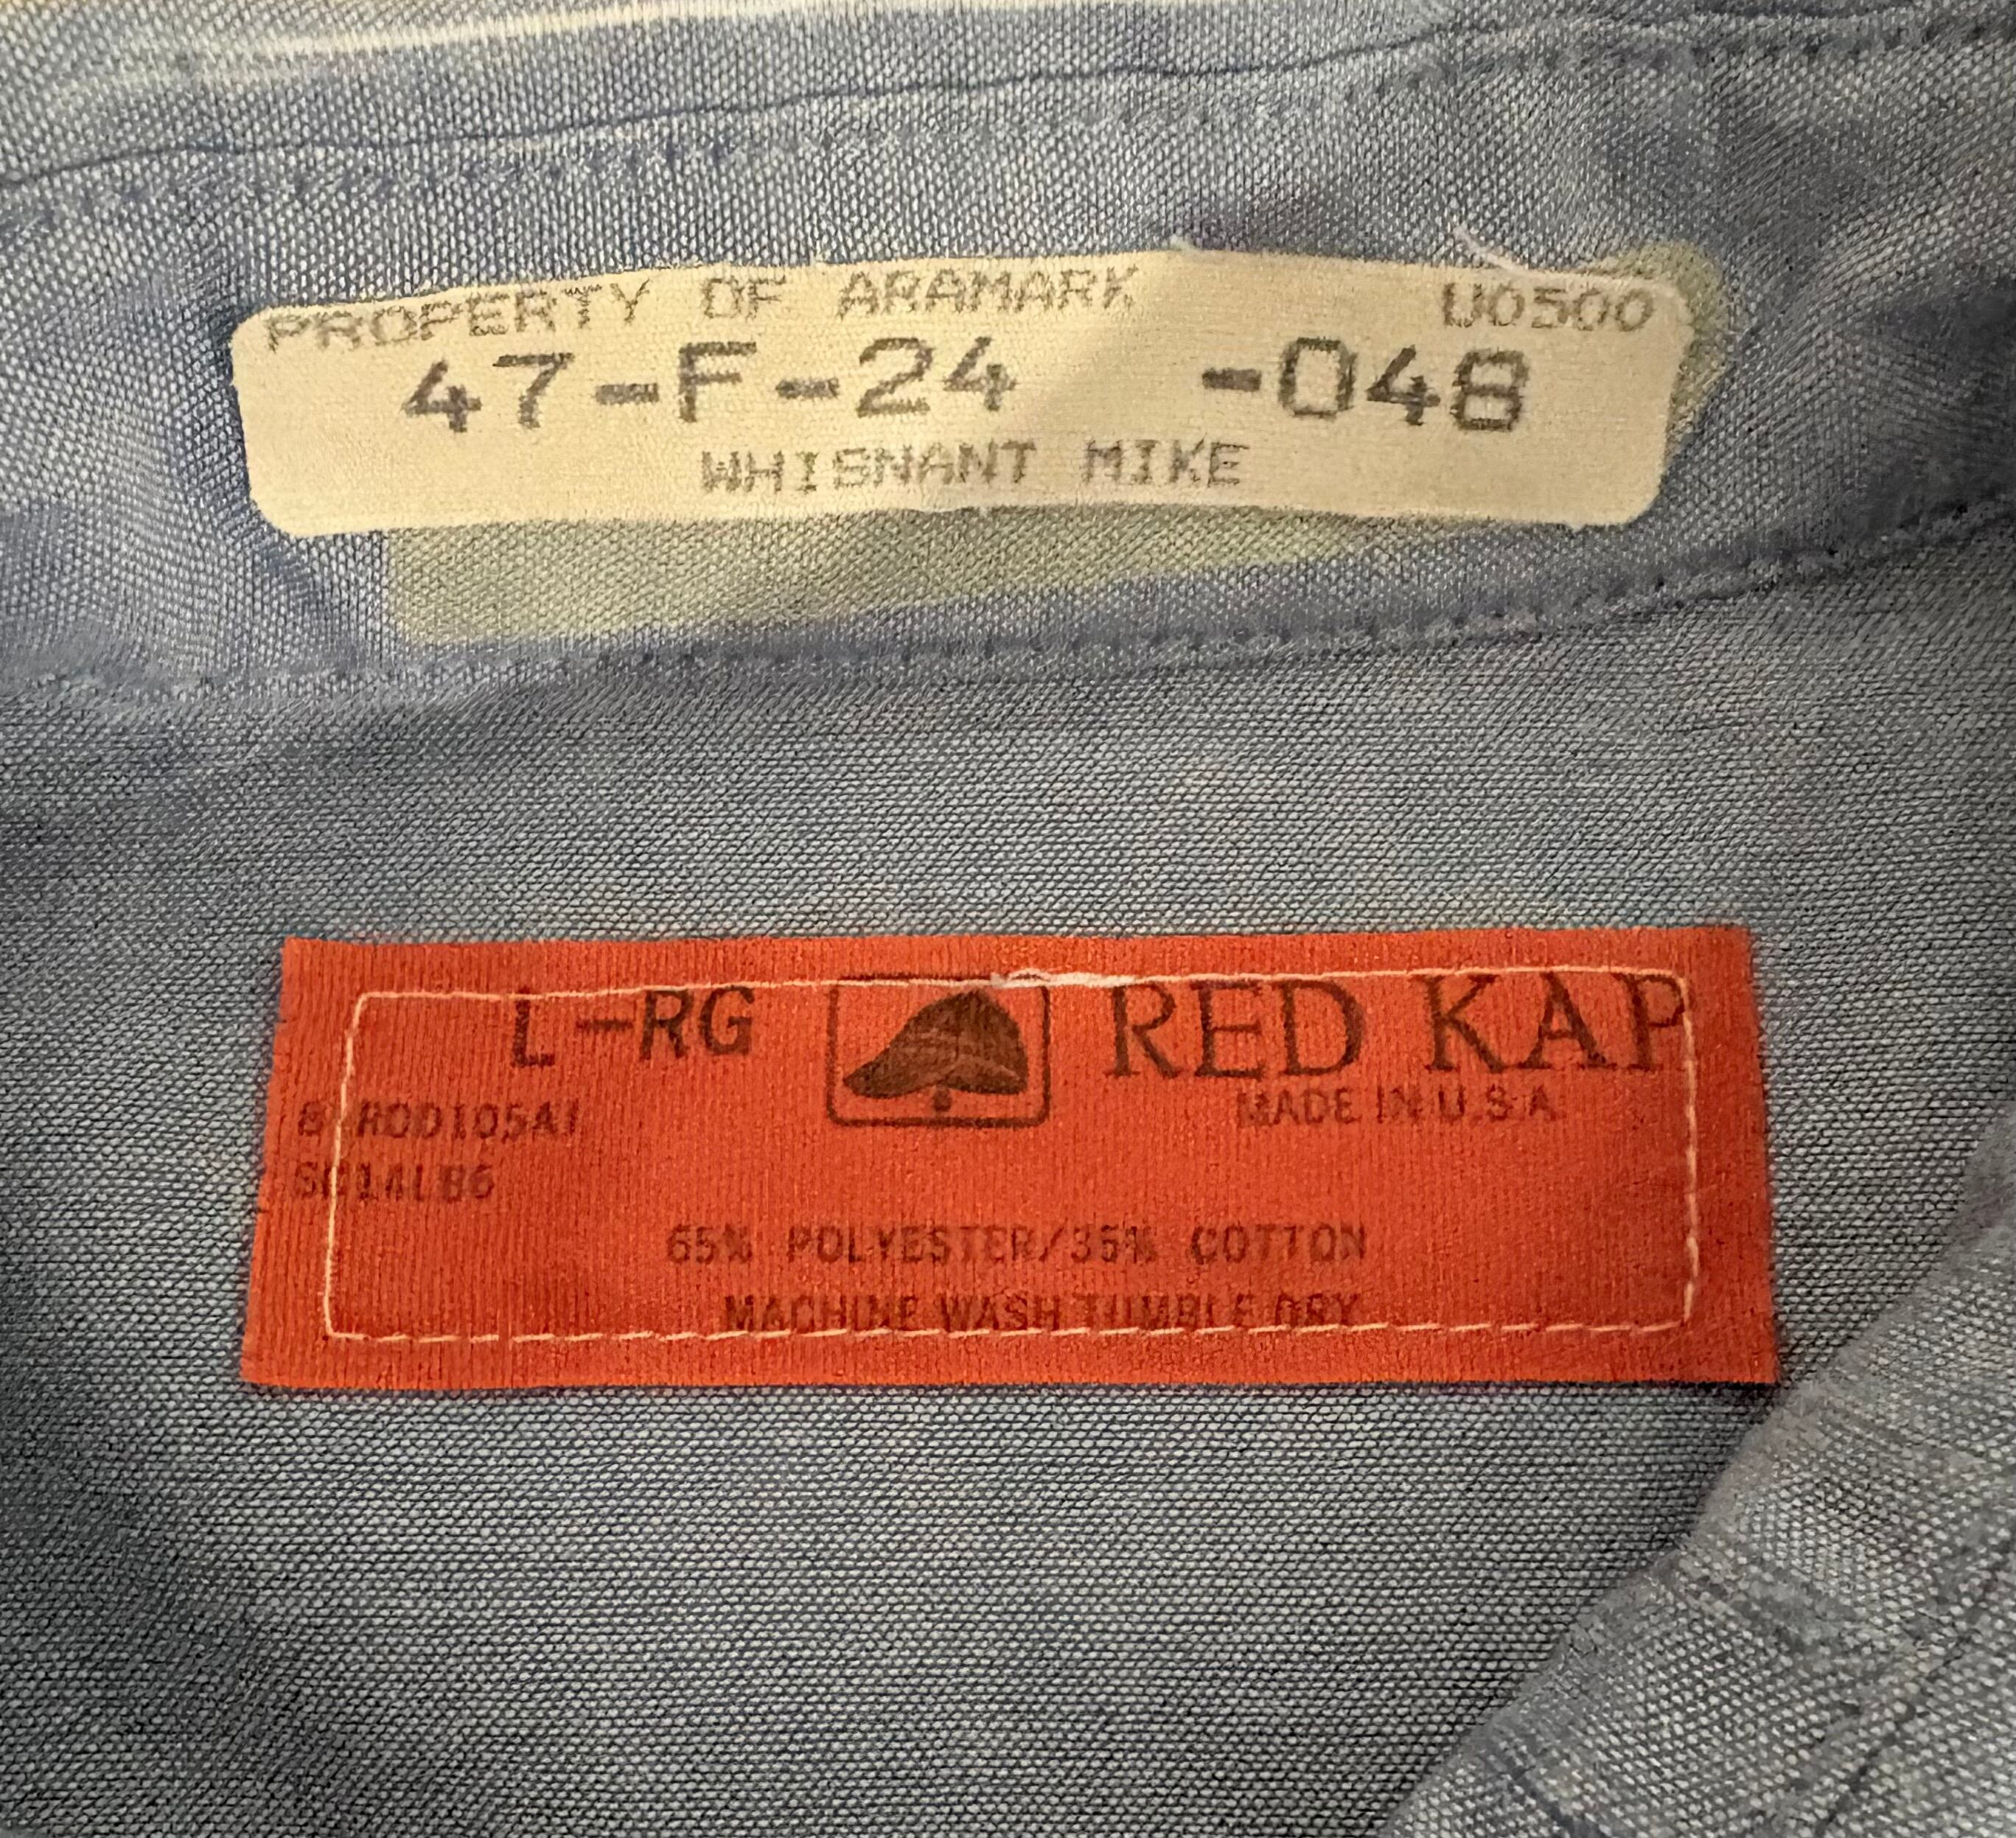 PROPERTY OF ARAMARK U0500
47-F-24 -048
WHISNANT MIKE
L-RG RED KAP
MADE IN U.S.A.
SC14LB6
65% POLYESTER/35% COTTON
MACHINE WASH TUMBLE DRY